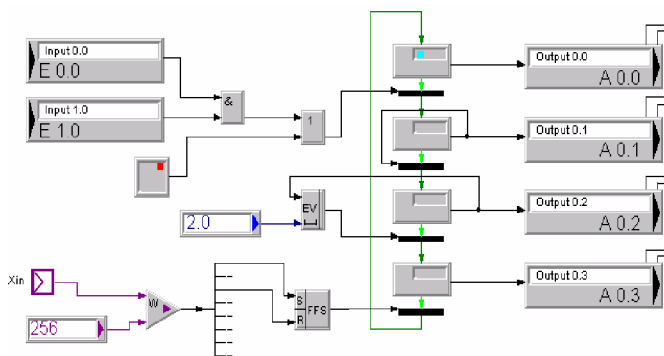 Input 0.0
E 0.0
Input 1.0
E 1.0
&
1
2.0
EV
Xin
256
W
S
R
FFS
Output 0.0
A 0.0
Output 0.1
A 0.1
Output 0.2
A 0.2
Output 0.3
A 0.3